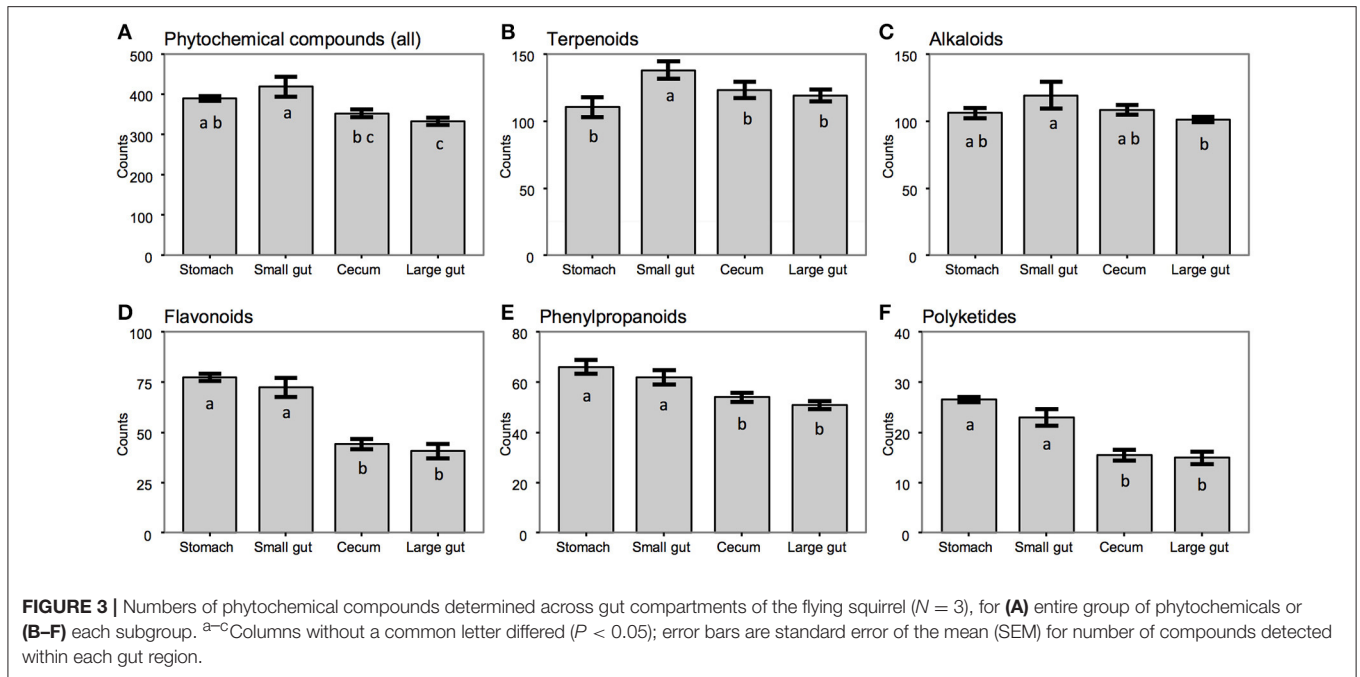 A Phytochemical compounds (all)
500
400
300
200
100
0
Counts
a b
a
b c
c
Stomach Small gut Cecum Large gut
B Terpenoids
150
100
50
0
Counts
b
a
b
b
Stomach Small gut Cecum Large gut
C Alkaloids
150
100
50
0
Counts
a b
a
a b
b
Stomach Small gut Cecum Large gut
D Flavonoids
100
75
50
25
0
Counts
a
a
b
b
Stomach Small gut Cecum Large gut
E Phenylpropanoids
80
60
40
20
0
Counts
a
a
b
b
Stomach Small gut Cecum Large gut
F Polyketides
40
30
20
10
0
Counts
a
a
b
b
Stomach Small gut Cecum Large gut
FIGURE 3 | Numbers of phytochemical compounds determined across gut compartments of the flying squirrel (N = 3), for (A) entire group of phytochemicals or
(B–F) each subgroup. a–cColumns without a common letter differed (P < 0.05); error bars are standard error of the mean (SEM) for number of compounds detected
within each gut region.